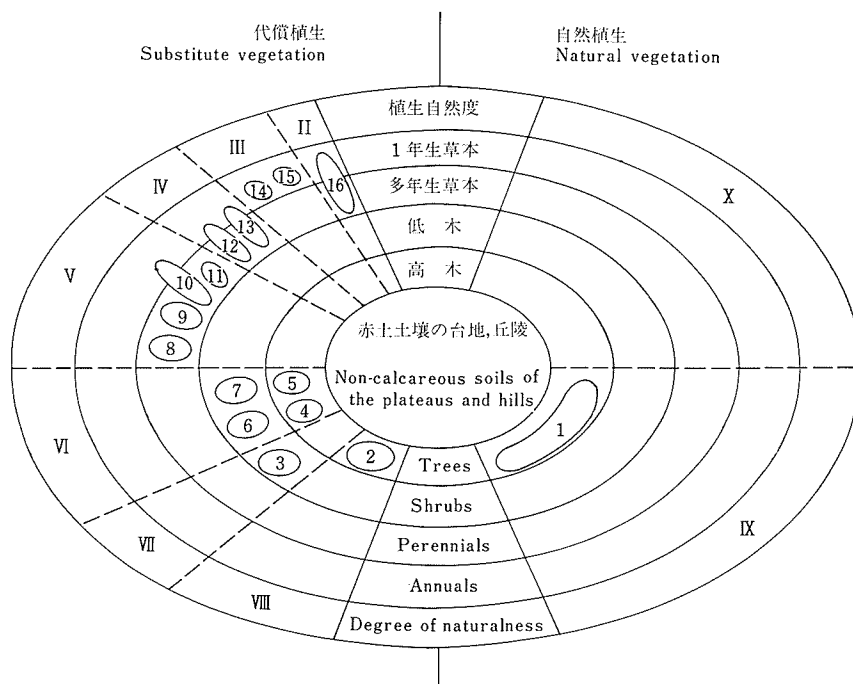 代償植生
Substitute vegetation
自然植生
Natural vegetation
植生自然度
1年生草本
多年生草本
低 木
高 木
II
III
IV
V
VI
VII
VIII
IX
X
16
15
14
13
12
11
10
9
8
7
6
5
4
3
2
1
赤土土壌の台地,丘陵
Non-calcareous soils of
the plateaus and hills
Trees
Shrubs
Perennials
Annuals
Degree of naturalness